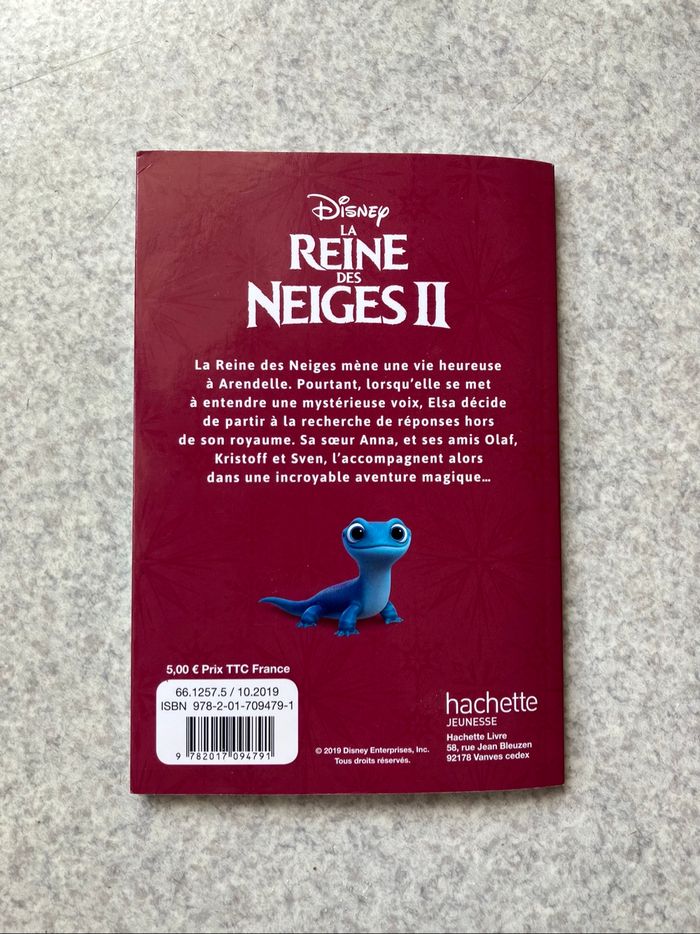 Disney
LA
REINE
DES
NEIGES II
La Reine des Neiges mène une vie heureuse
à Arendelle. Pourtant, lorsqu'elle se met
à entendre une mystérieuse voix, Elsa décide
de partir à la recherche de réponses hors
de son royaume. Sa sœur Anna, et ses amis Olaf,
Kristoff et Sven, l'accompagnent alors
dans une incroyable aventure magique…
5,00 € Prix TTC France
66.1257.5 / 10.2019
ISBN 978-2-01-709479-1
9 782017 094791
© 2019 Disney Enterprises, Inc.
Tous droits réservés.
hachette
JEUNESSE
Hachette Livre
58, rue Jean Bleuzen
92178 Vanves cedex